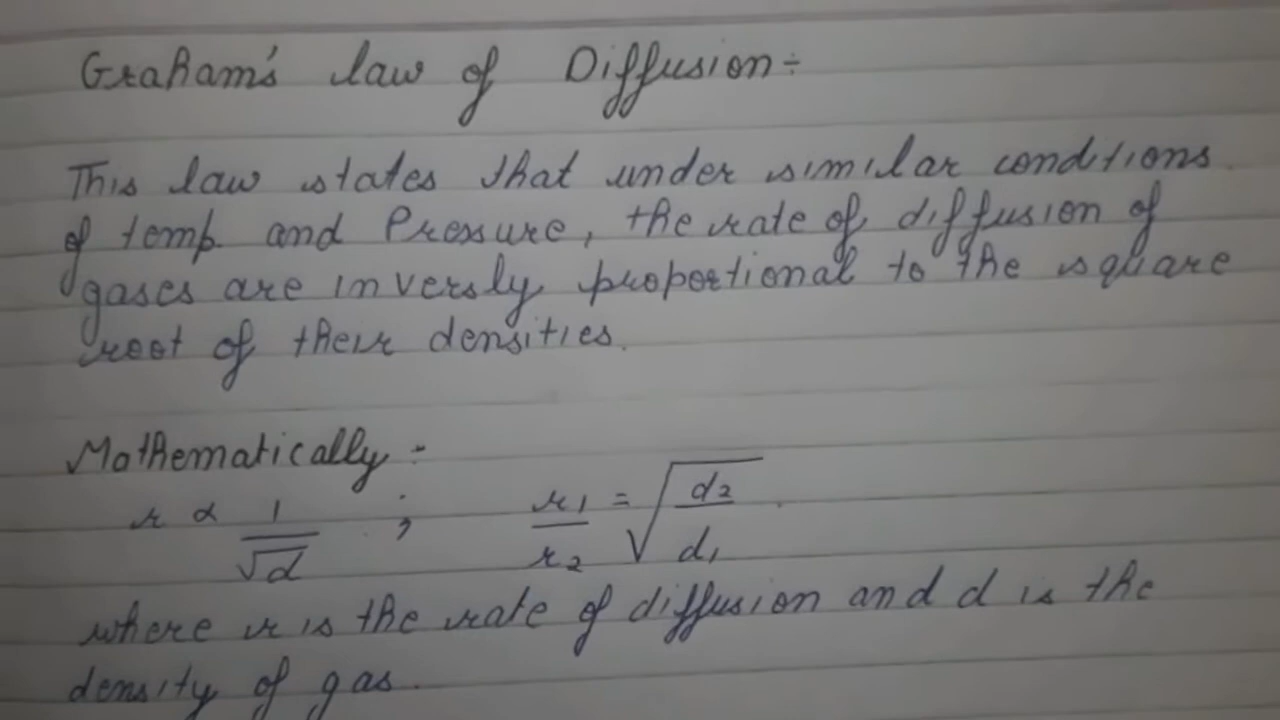 Graham's law of Diffusion÷
This law states that under similar conditions
of temp. and Pressure, the rate of diffusion of
gases are inversly proportional to the square
root of their densities.
Mathematically :-
r ∝ 1/√d ; r1/r2 = √(d2/d1)
where r is the rate of diffusion and d is the
density of gas.